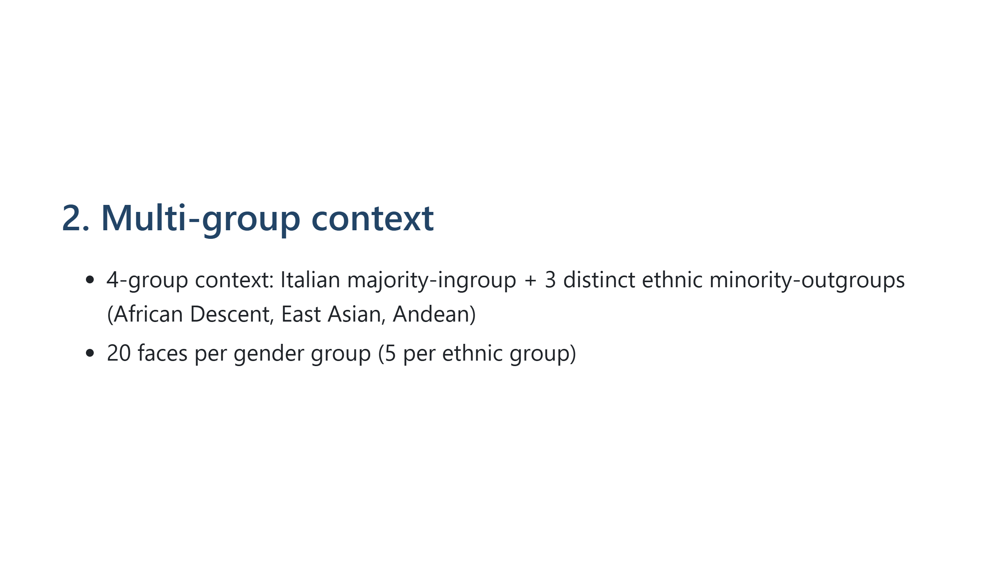 2. Multi-group context
• 4-group context: Italian majority-ingroup + 3 distinct ethnic minority-outgroups
(African Descent, East Asian, Andean)
• 20 faces per gender group (5 per ethnic group)